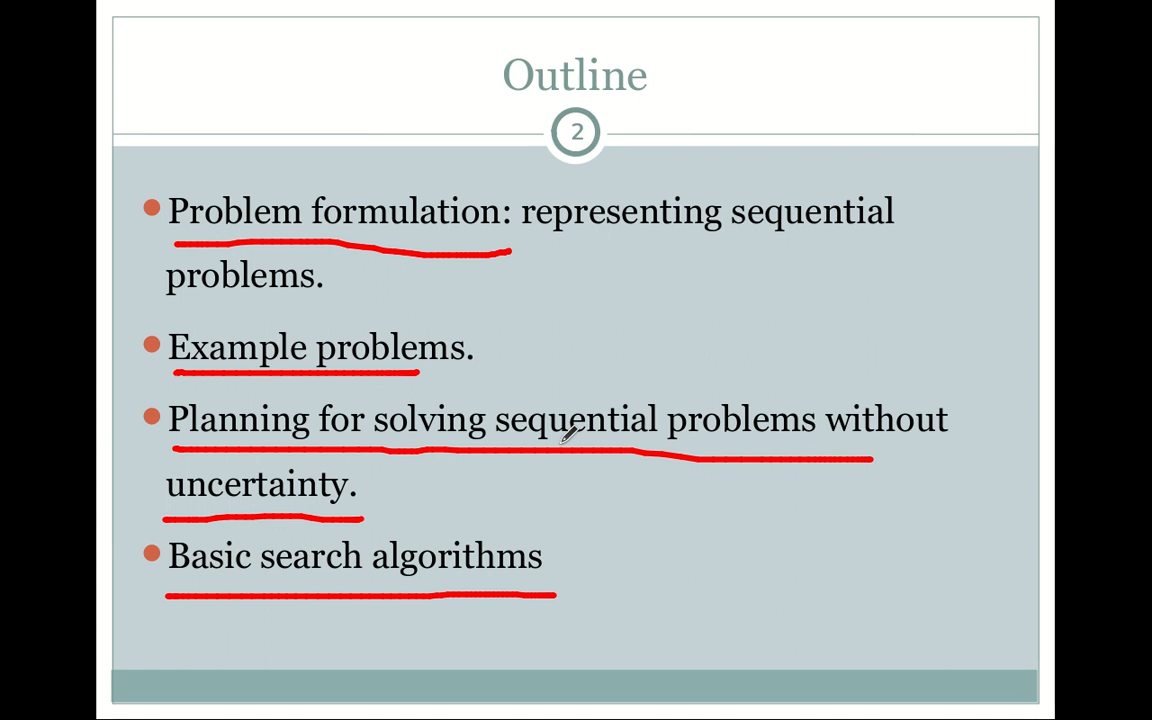 Outline
2
Problem formulation: representing sequential
problems.
Example problems.
Planning for solving sequential problems without
uncertainty.
Basic search algorithms